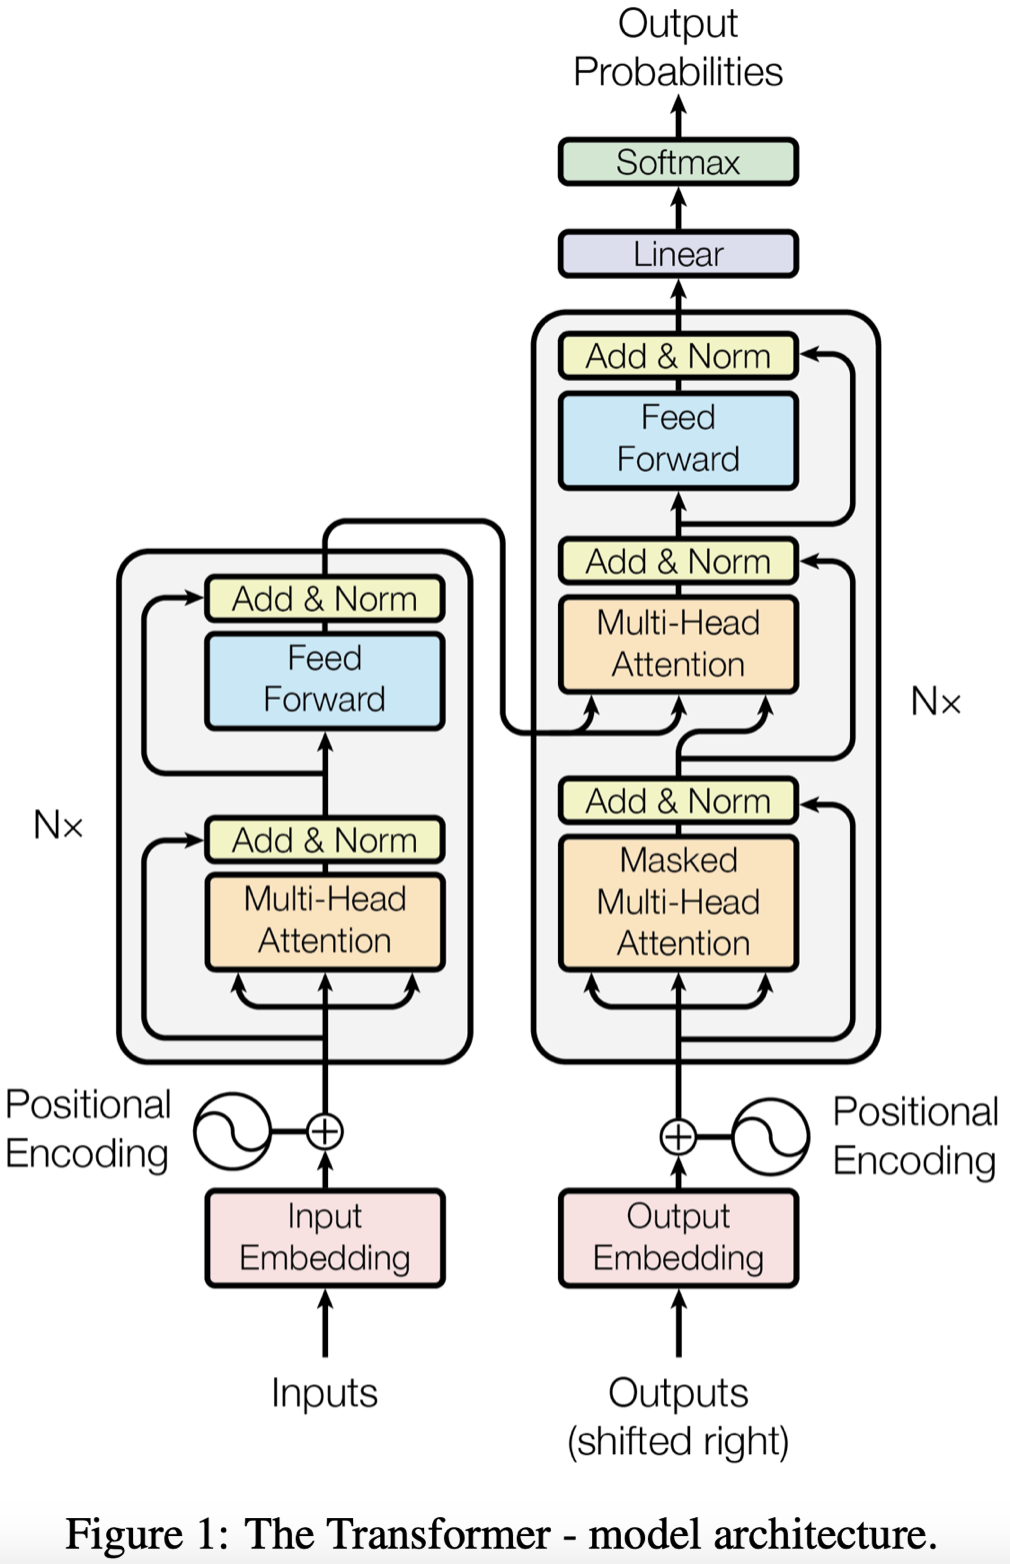 Output
Probabilities
Softmax
Linear
Add & Norm
Feed
Forward
Add & Norm
Multi-Head
Attention
Nx
Add & Norm
Masked
Multi-Head
Attention
Add & Norm
Feed
Forward
Nx
Add & Norm
Multi-Head
Attention
Positional
Encoding
Positional
Encoding
Input
Embedding
Output
Embedding
Inputs
Outputs
(shifted right)
Figure 1: The Transformer - model architecture.